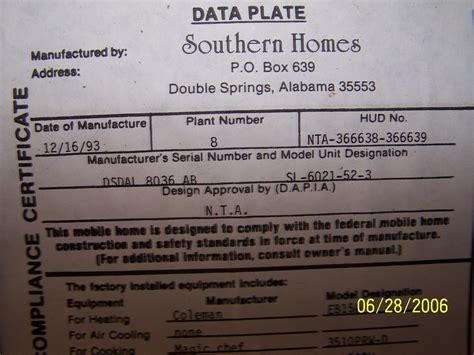 DATA PLATE
Manufactured by: Southern Homes
Address: P.O. Box 639
Double Springs, Alabama 35553
COMPLIANCE CERTIFICATE
Date of Manufacture Plant Number HUD No.
12/16/93 8 NTA-366638-366639
Manufacturer's Serial Number and Model Unit Designation
DSDAL 8036 AB SL-6021-52-3
Design Approval by (D.A.P.I.A.)
N.T.A.
This mobile home is designed to comply with the federal mobile home
construction and safety standards in force at time of manufacture.
(For additional information, consult owner's manual.)
The factory installed equipment includes:
Equipment Manufacturer Model Designation
For Heating Coleman
For Air Cooling none
For Cooking Magic chef
06/28/2006